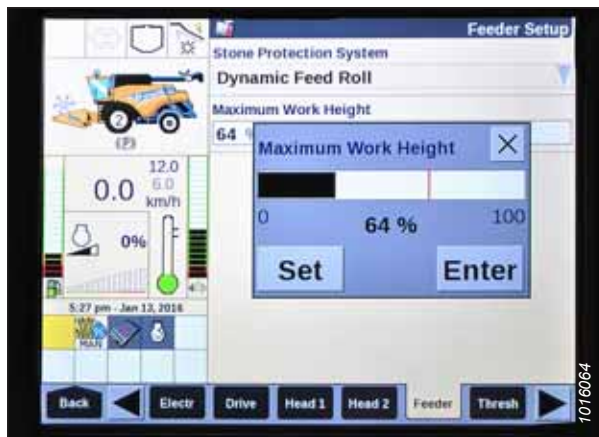 Feeder Setup
Stone Protection System
Dynamic Feed Roll
Maximum Work Height
64 %
Maximum Work Height
0
64 %
100
Set
Enter
2
(P)
12.0
6.0
0.0
km/h
0%
5:27 pm - Jan 13, 2016
MAN
Back
Electr
Drive
Head 1
Head 2
Feeder
Thresh
1016064